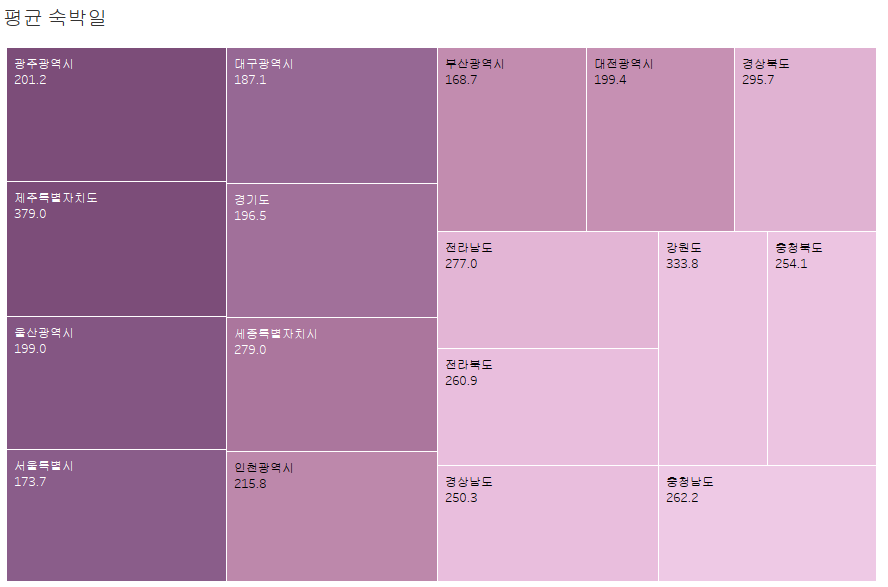 평균 숙박일
광주광역시
201.2
제주특별자치도
379.0
울산광역시
199.0
서울특별시
173.7
대구광역시
187.1
경기도
196.5
세종특별자치시
279.0
인천광역시
215.8
부산광역시
168.7
대전광역시
199.4
경상북도
295.7
전라남도
277.0
전라북도
260.9
경상남도
250.3
강원도
333.8
충청북도
254.1
충청남도
262.2